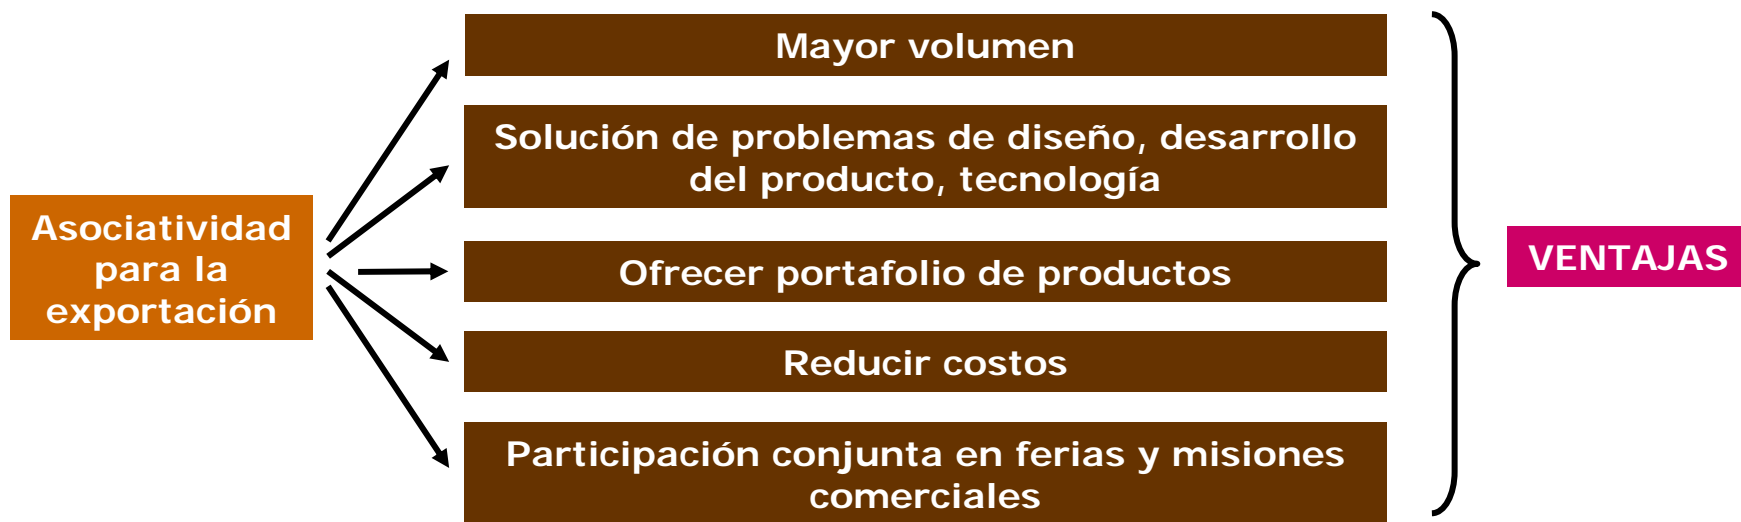 Asociatividad
para la
exportación
Mayor volumen
Solución de problemas de diseño, desarrollo
del producto, tecnología
Ofrecer portafolio de productos
Reducir costos
Participación conjunta en ferias y misiones
comerciales
VENTAJAS